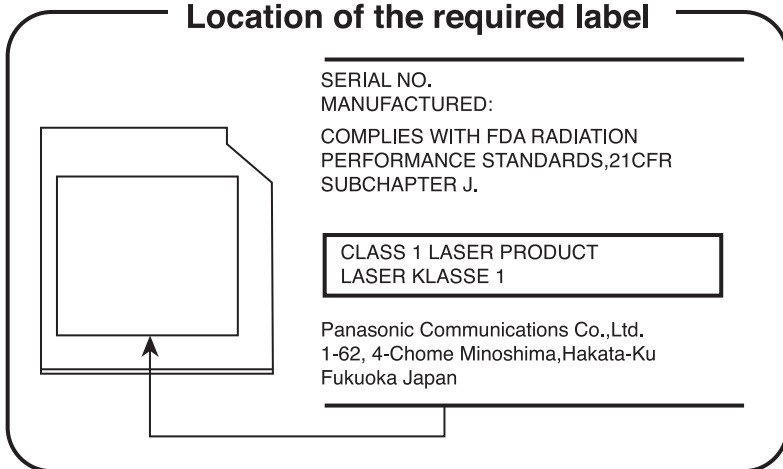 Location of the required label
SERIAL NO.
MANUFACTURED:
COMPLIES WITH FDA RADIATION
PERFORMANCE STANDARDS,21CFR
SUBCHAPTER J.
CLASS 1 LASER PRODUCT
LASER KLASSE 1
Panasonic Communications Co.,Ltd.
1-62, 4-Chome Minoshima,Hakata-Ku
Fukuoka Japan